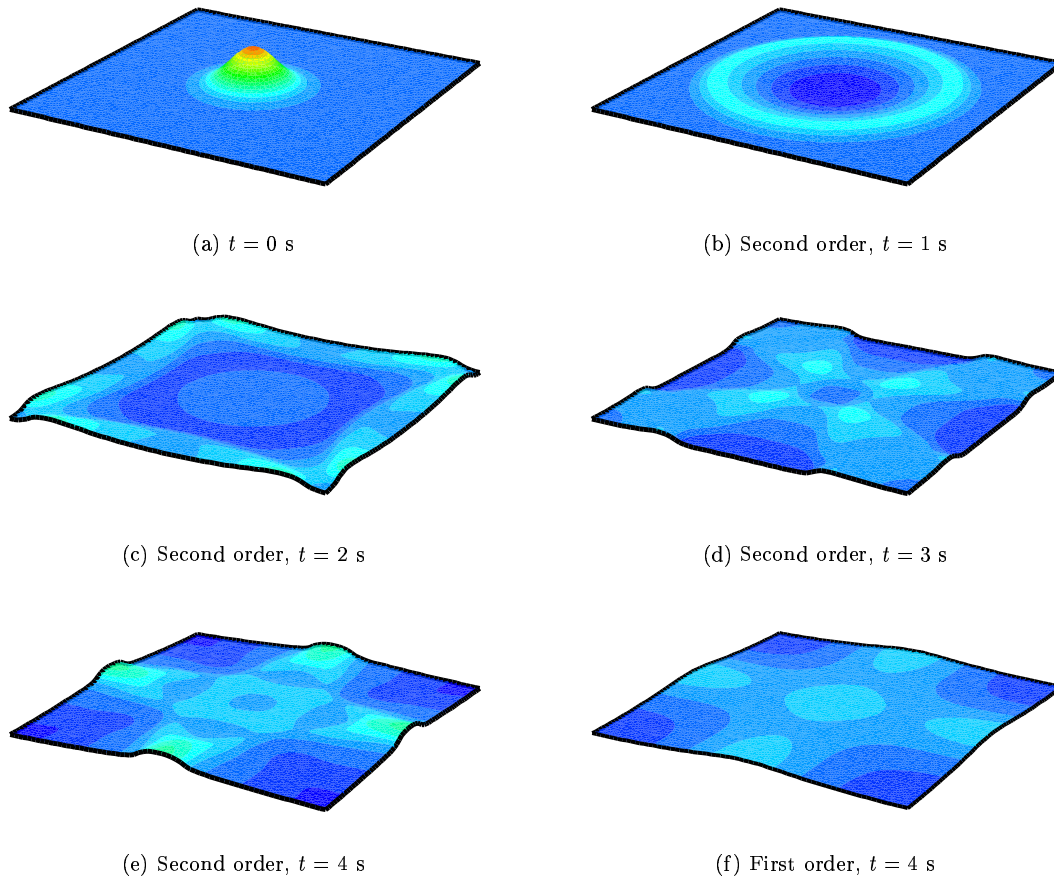 (a) t = 0 s
(b) Second order, t = 1 s
(c) Second order, t = 2 s
(d) Second order, t = 3 s
(e) Second order, t = 4 s
(f) First order, t = 4 s